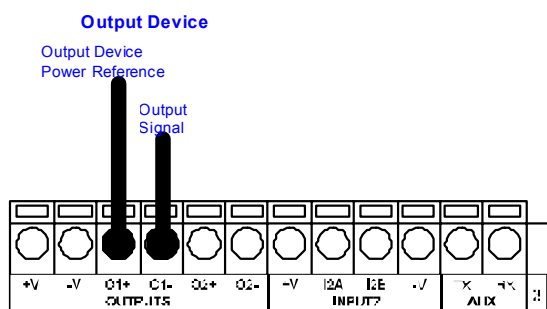 Output Device
Output Device
Power Reference
Output
Signal
+V -V O1+ O1- O2+ O2- +V I2A I2B -V TX RX
OUTPUTS INPUT2 AUX